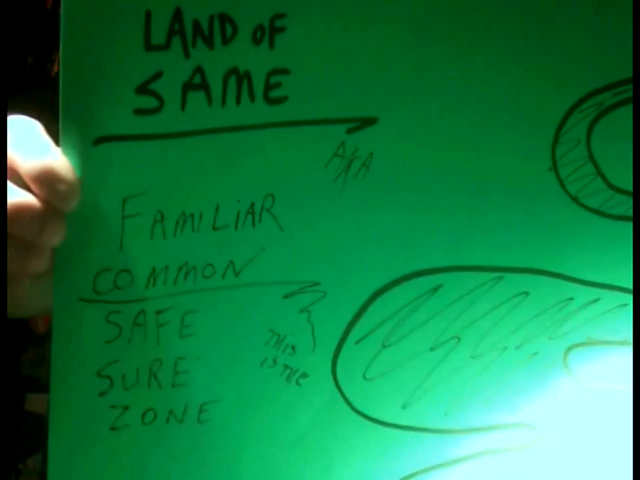 LAND OF
SAME
AKA
FAMILIAR
COMMON
SAFE
SURE
ZONE
THIS
IS THE